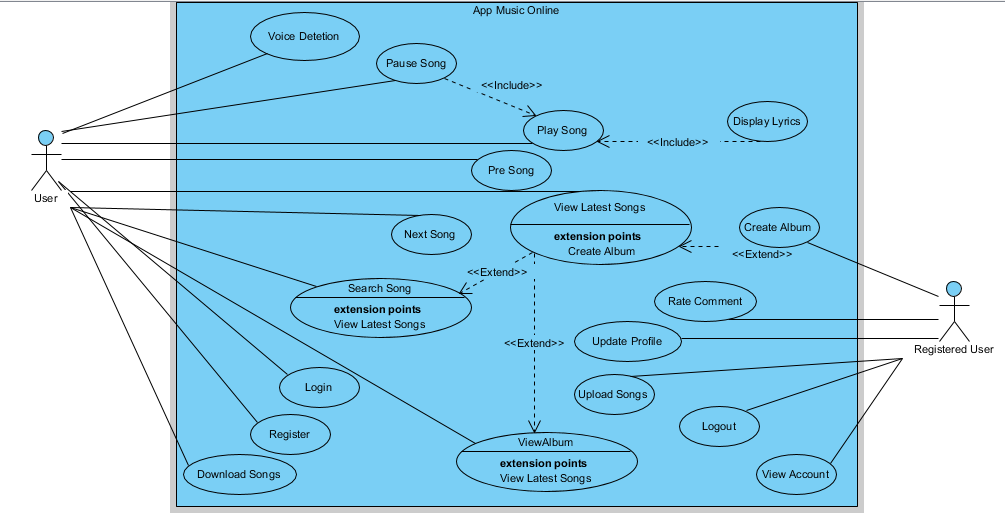 App Music Online
Voice Detetion
Pause Song
<<Include>>
Play Song
Display Lyrics
<<Include>>
Pre Song
User
View Latest Songs
extension points
Create Album
Create Album
Next Song
<<Extend>>
<<Extend>>
Search Song
extension points
View Latest Songs
Rate Comment
Update Profile
<<Extend>>
Registered User
Login
Upload Songs
Register
Logout
ViewAlbum
extension points
View Latest Songs
Download Songs
View Account